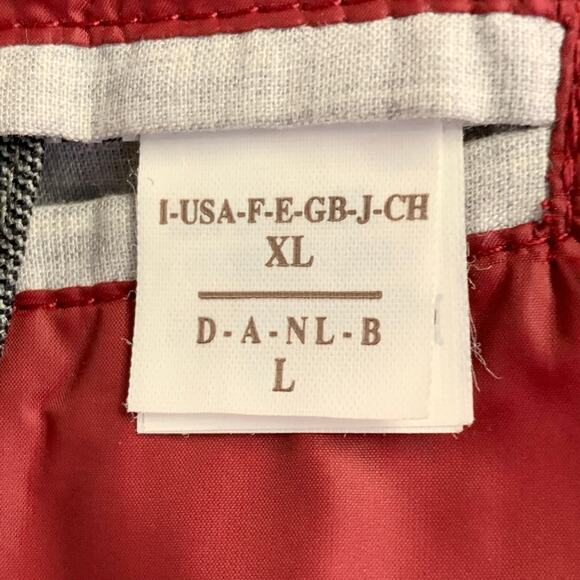 I-USA-F-E-GB-J-CH
XL
D-A-NL-B
L